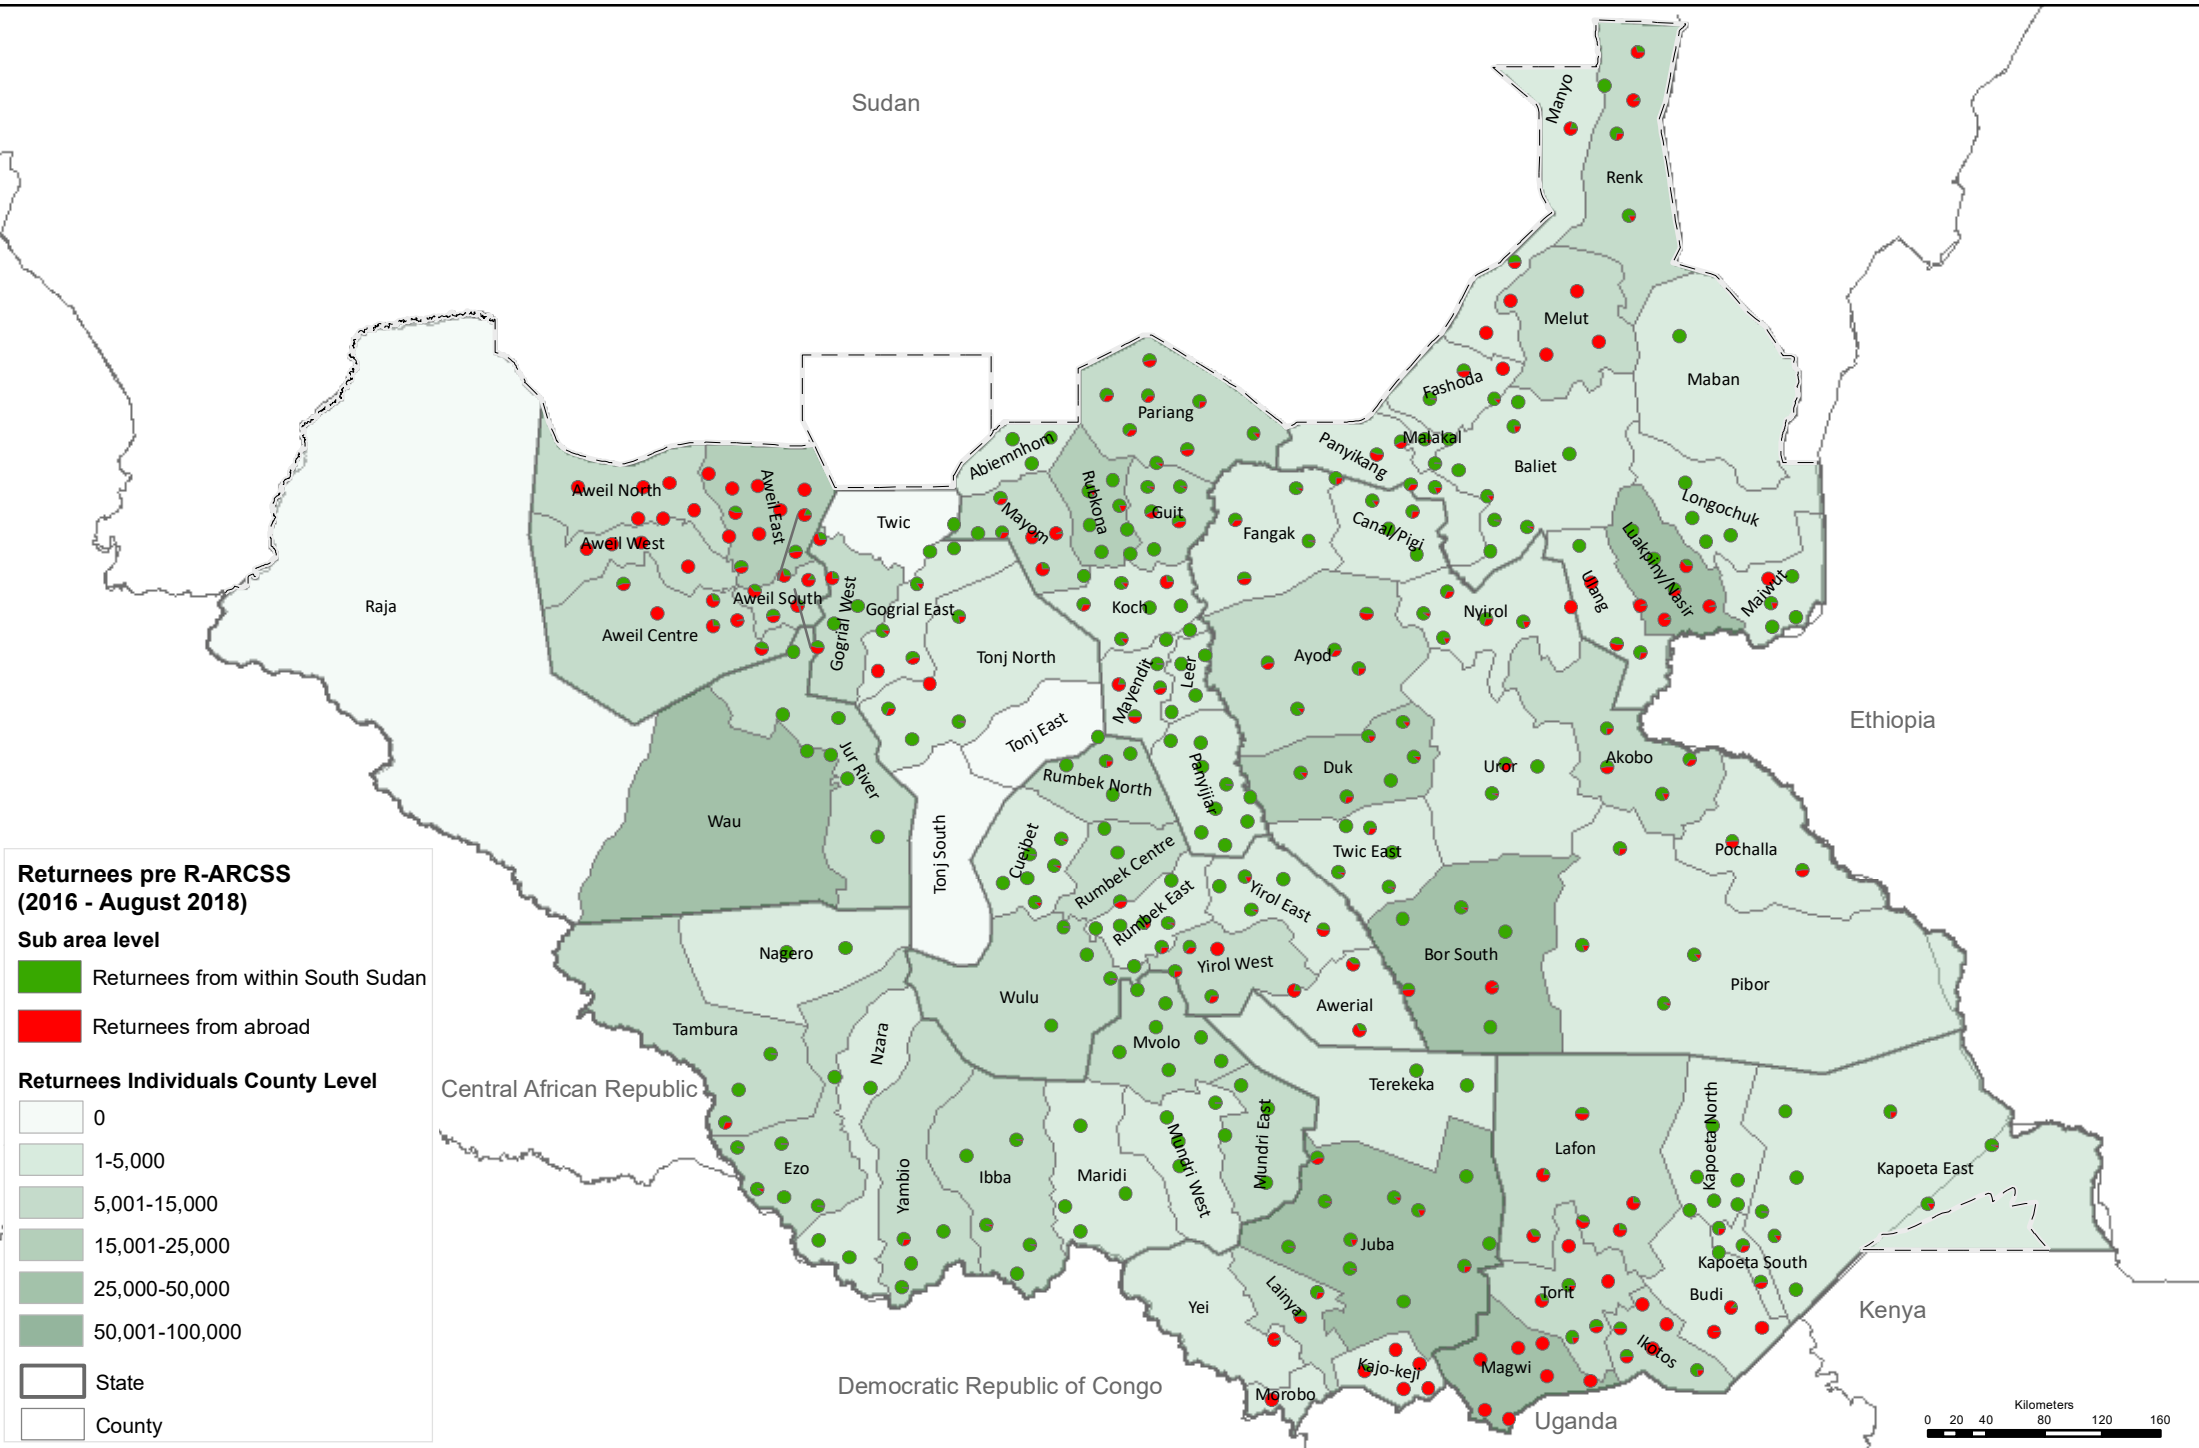 Sudan
Manyo
Renk
Melut
Maban
Fashoda
Pariang
Malakal
Panyikang
Baliet
Abiemnhom
Longochuk
Aweil North
Aweil East
Rubkona
Mayom
Guit
Twic
Fangak
Canal/Pigi
Luakpiny/Nasir
Aweil West
Ulang
Maiwut
Raja
Aweil South
Gogrial West
Gogrial East
Koch
Nyirol
Aweil Centre
Tonj North
Ayod
Mayendit
Leer
Ethiopia
Tonj East
Jur River
Rumbek North
Panyijiar
Duk
Uror
Akobo
Wau
Tonj South
Cueibet
Rumbek Centre
Twic East
Pochalla
Rumbek East
Yirol East
Nagero
Yirol West
Bor South
Pibor
Wulu
Awerial
Tambura
Nzara
Mvolo
Central African Republic
Terekeka
Kapoeta North
Ezo
Yambio
Ibba
Maridi
Mundri West
Mundri East
Lafon
Kapoeta East
Juba
Kapoeta South
Lainya
Torit
Budi
Yei
Kenya
Ikotos
Kajo-keji
Magwi
Morobo
Democratic Republic of Congo
Uganda
Returnees pre R-ARCSS
(2016 - August 2018)
Sub area level
Returnees from within South Sudan
Returnees from abroad
Returnees Individuals County Level
0
1-5,000
5,001-15,000
15,001-25,000
25,000-50,000
50,001-100,000
State
County
Kilometers
0 20 40 80 120 160